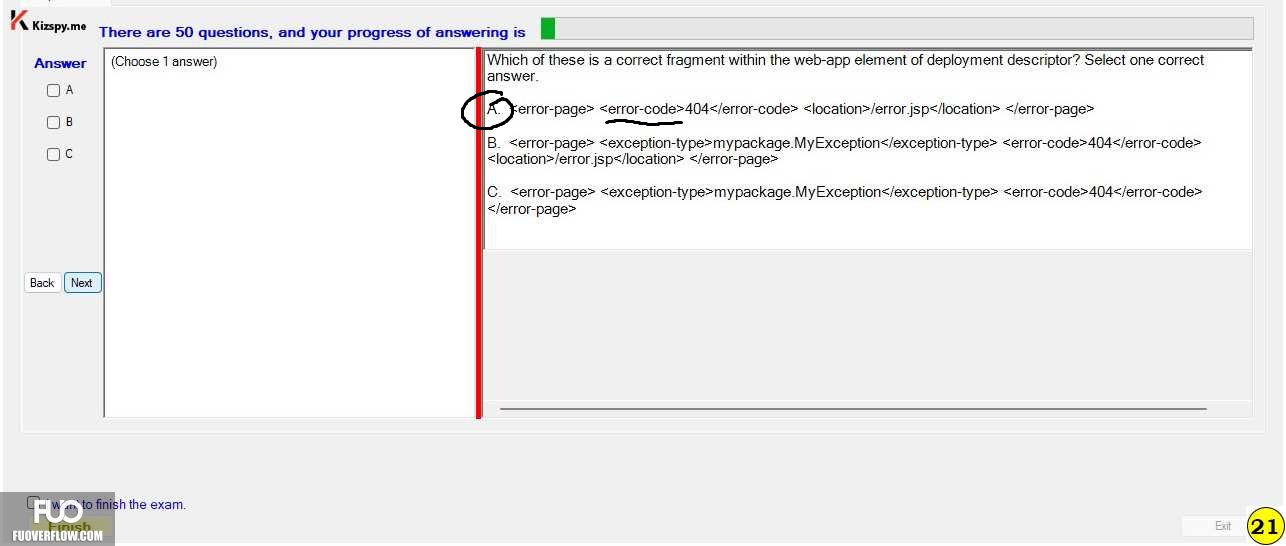 Kizspy.me
There are 50 questions, and your progress of answering is
Answer
(Choose 1 answer)
A
B
C
Back
Next
Which of these is a correct fragment within the web-app element of deployment descriptor? Select one correct
answer.
A. <error-page> <error-code>404</error-code> <location>/error.jsp</location> </error-page>
B. <error-page> <exception-type>mypackage.MyException</exception-type> <error-code>404</error-code>
<location>/error.jsp</location> </error-page>
C. <error-page> <exception-type>mypackage.MyException</exception-type> <error-code>404</error-code>
</error-page>
I want to finish the exam.
Finish
FUO
FUOVERFLOW.COM
Exit
21